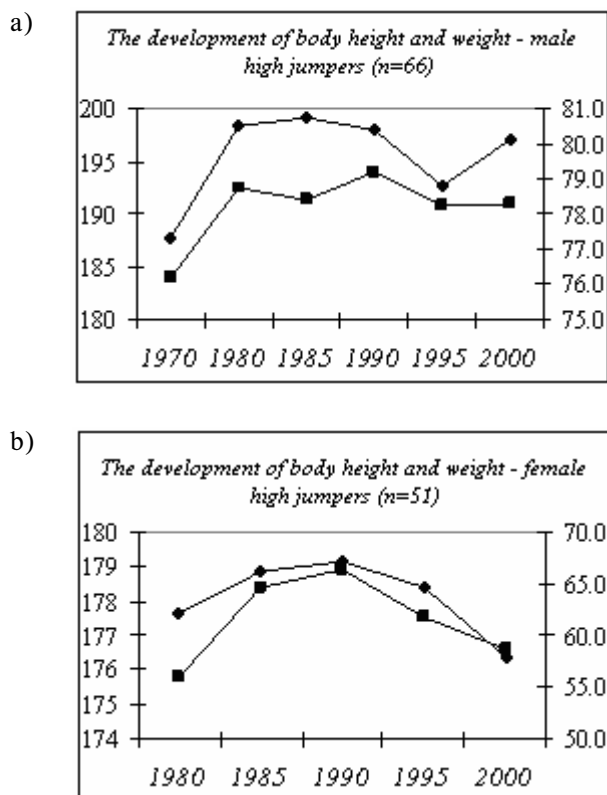 a)
The development of body height and weight - male
high jumpers (n=66)
200 81.0
80.0
195 79.0
190 78.0
77.0
185 76.0
180 75.0
1970 1980 1985 1990 1995 2000
b)
The development of body height and weight - female
high jumpers (n=51)
180 70.0
179
178 65.0
177 60.0
176
175 55.0
174 50.0
1980 1985 1990 1995 2000